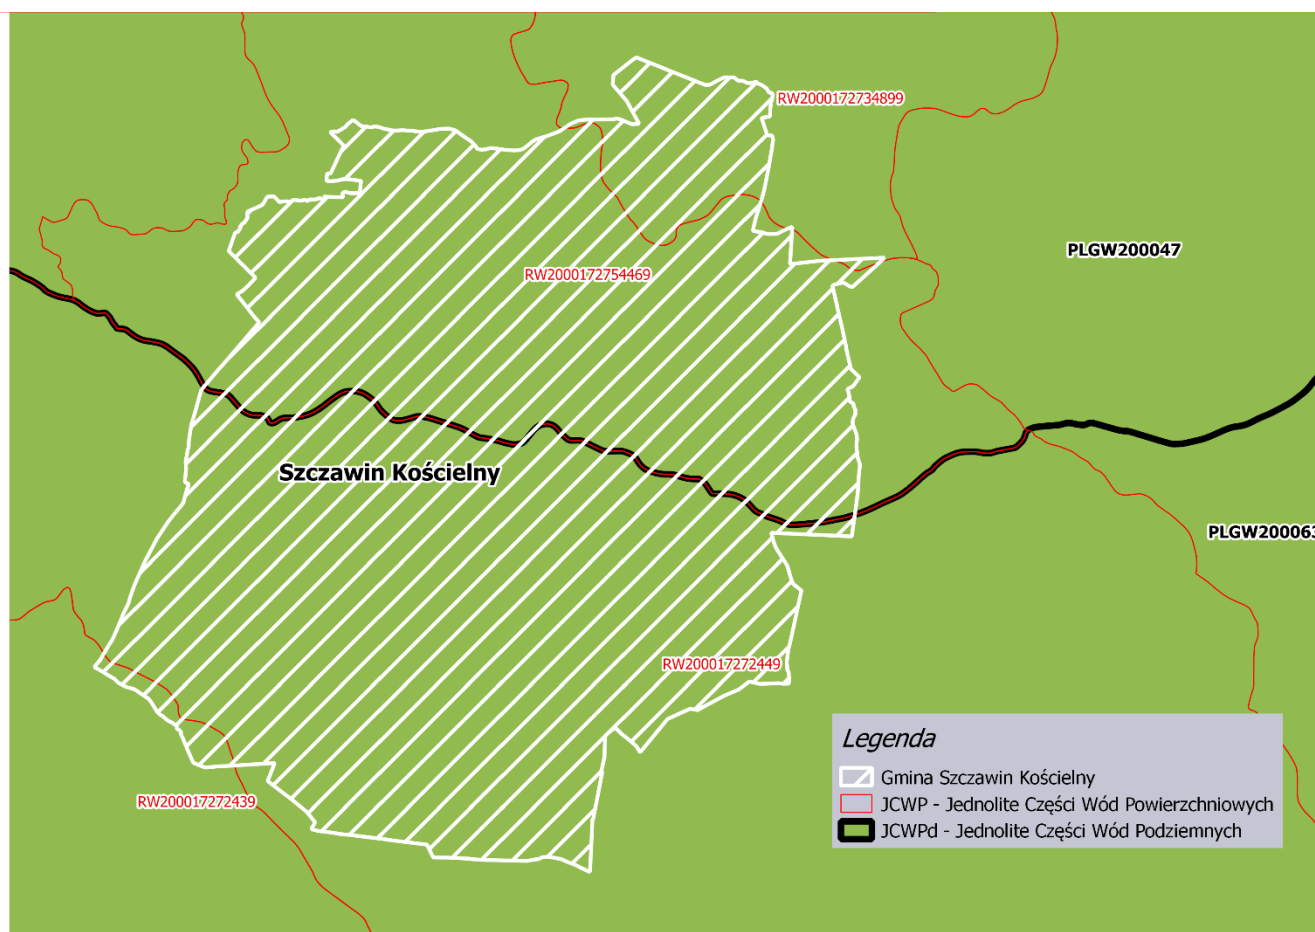 RW2000172734899
PLGW200047
RW2000172754469
Szczawin Kościelny
PLGW200063
RW200017272449
RW200017272439
Legenda
Gmina Szczawin Kościelny
JCWP - Jednolite Części Wód Powierzchniowych
JCWPd - Jednolite Części Wód Podziemnych